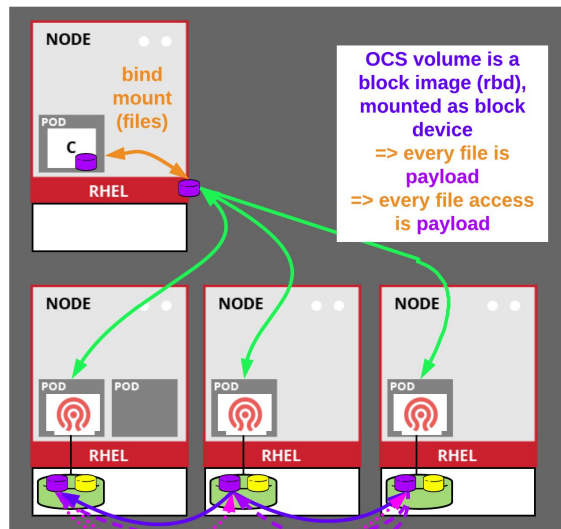 NODE
bind
mount
(files)
POD
C
RHEL
OCS volume is a
block image (rbd),
mounted as block
device
=> every file is
payload
=> every file access
is payload
NODE
POD
POD
RHEL
NODE
POD
RHEL
NODE
POD
RHEL